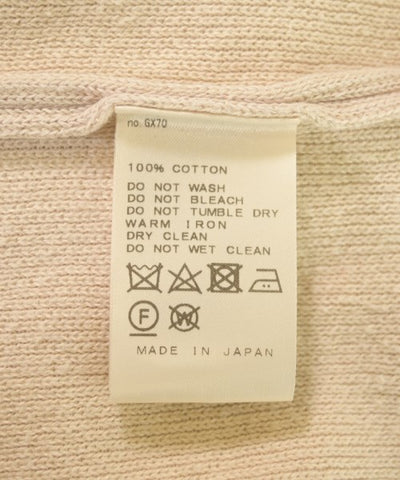 no. GX70
100% COTTON
DO NOT WASH
DO NOT BLEACH
DO NOT TUMBLE DRY
WARM IRON
DRY CLEAN
DO NOT WET CLEAN
F W
MADE IN JAPAN